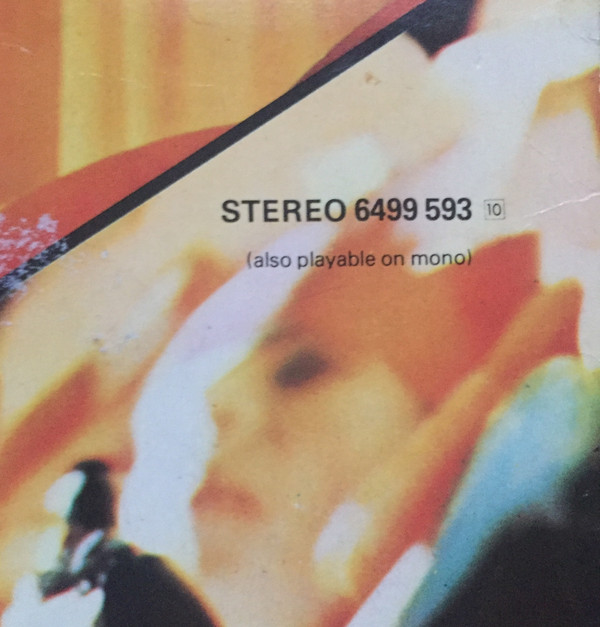 STEREO 6499 593 10
(also playable on mono)